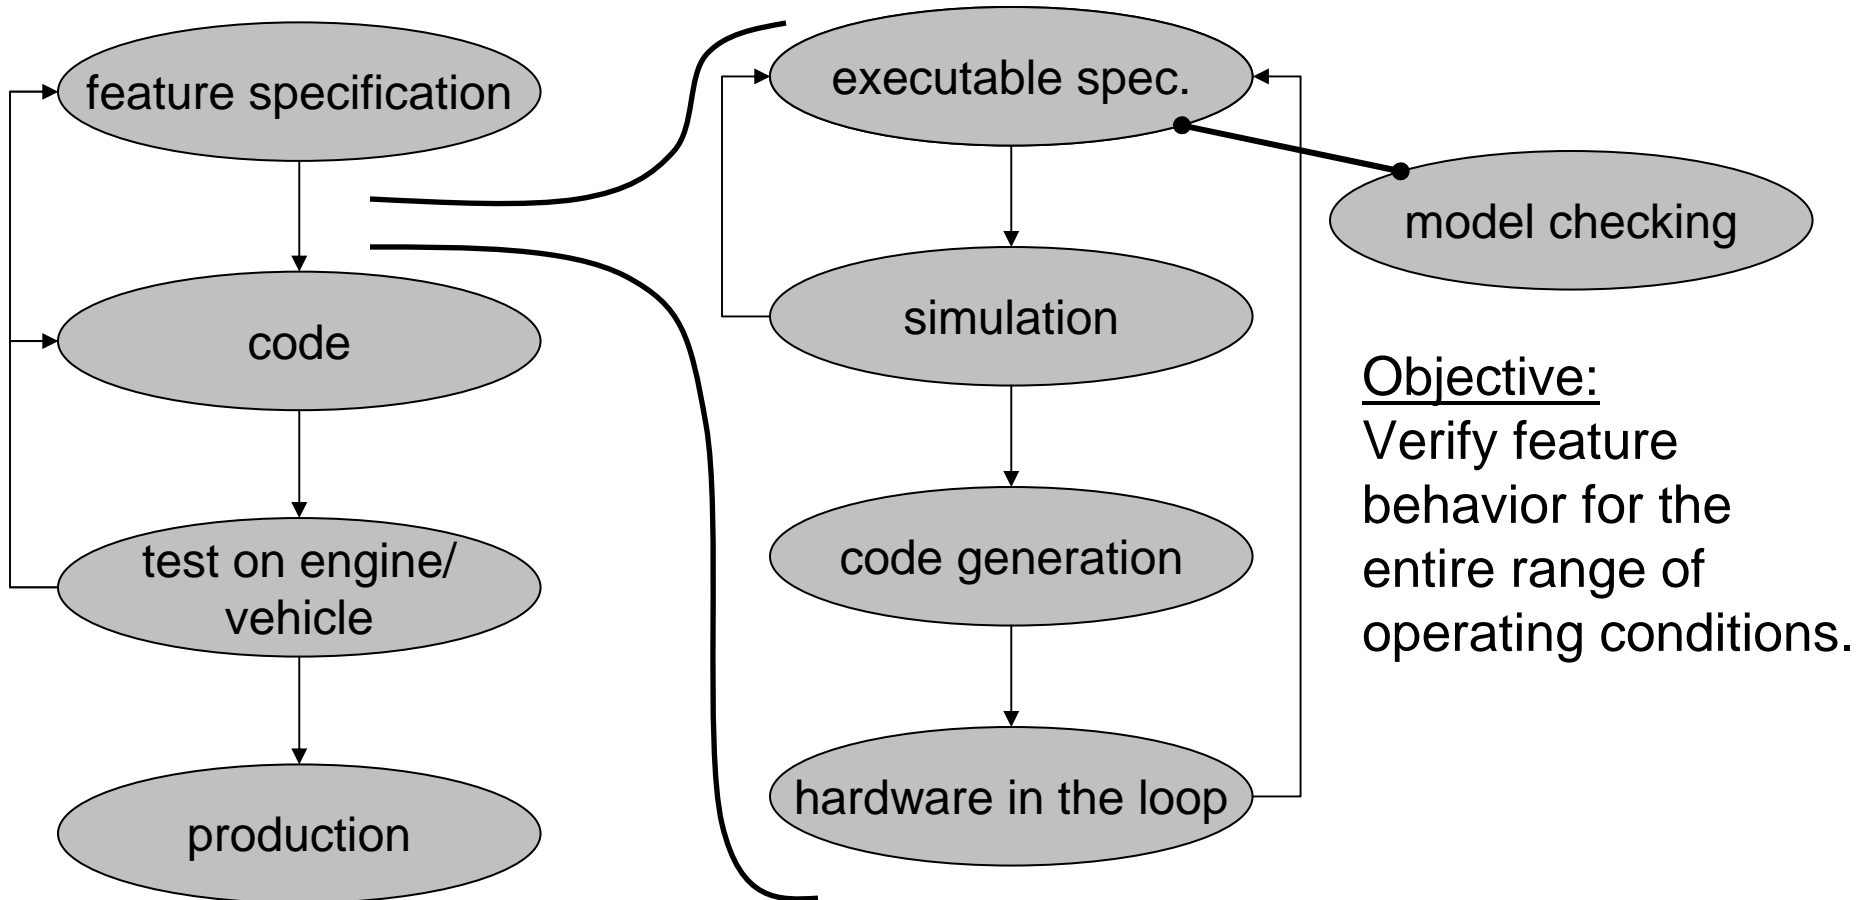 feature specification
code
test on engine/
vehicle
production
executable spec.
simulation
code generation
hardware in the loop
model checking
Objective:
Verify feature
behavior for the
entire range of
operating conditions.